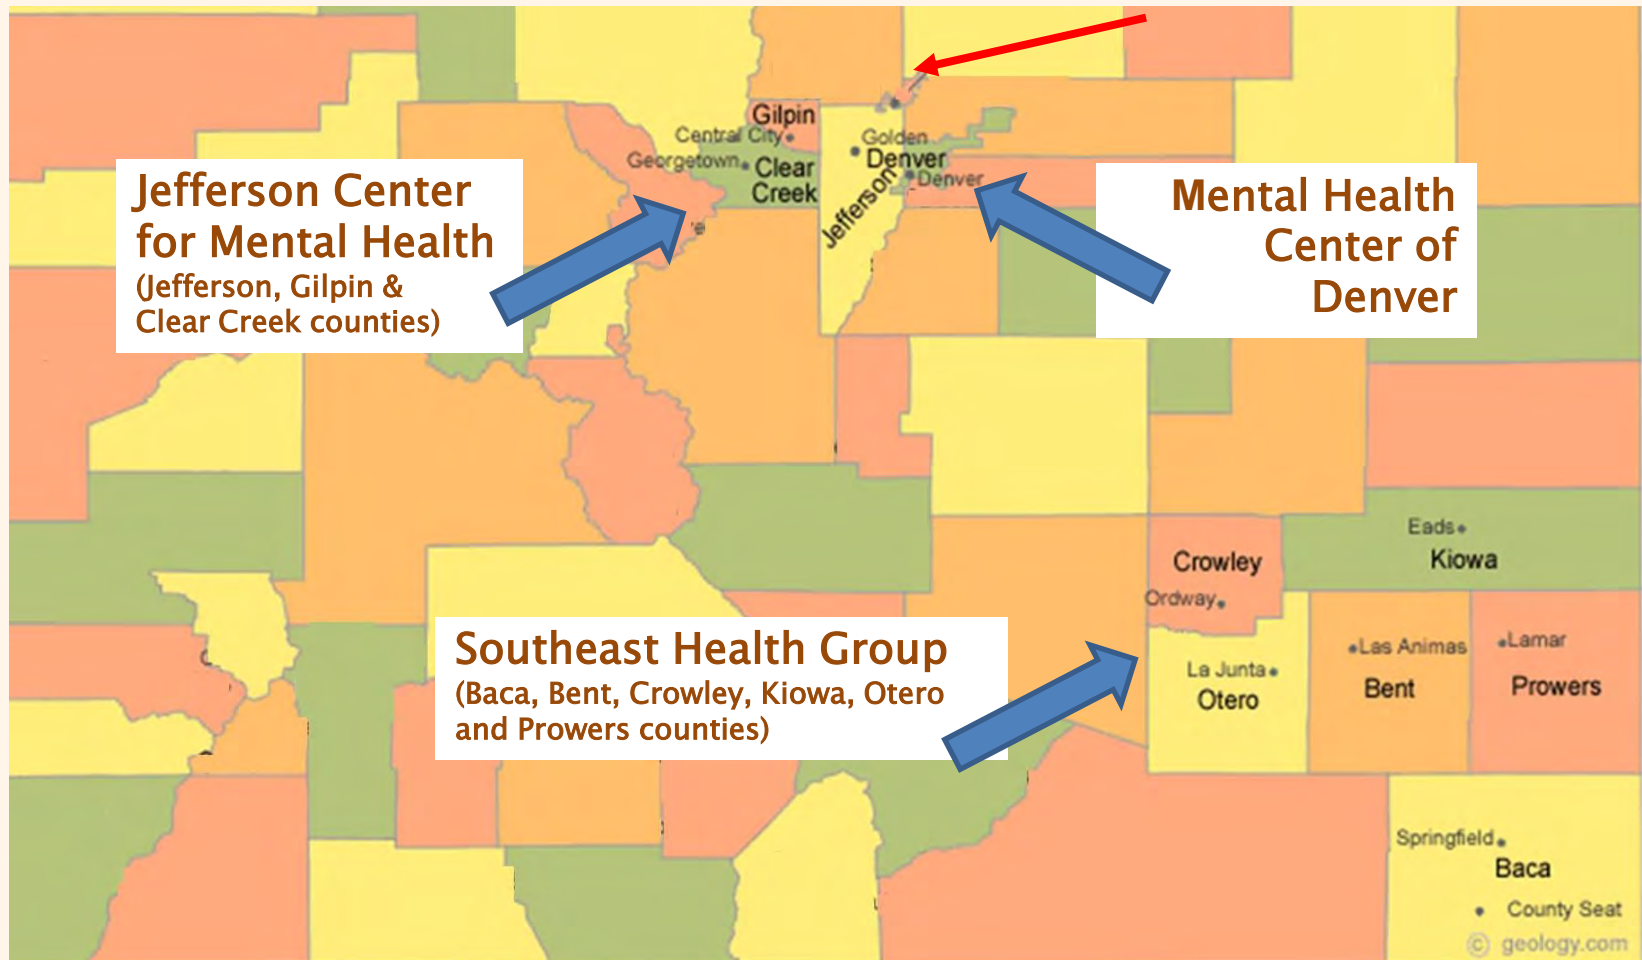 Gilpin
Central City
Georgetown
Clear
Creek
Golden
Denver
Denver
Jefferson
Jefferson Center
for Mental Health
(Jefferson, Gilpin &
Clear Creek counties)
Mental Health
Center of
Denver
Crowley
Ordway
Eads
Kiowa
Southeast Health Group
(Baca, Bent, Crowley, Kiowa, Otero
and Prowers counties)
La Junta
Otero
Las Animas
Bent
Lamar
Prowers
Springfield
Baca
County Seat
© geology.com